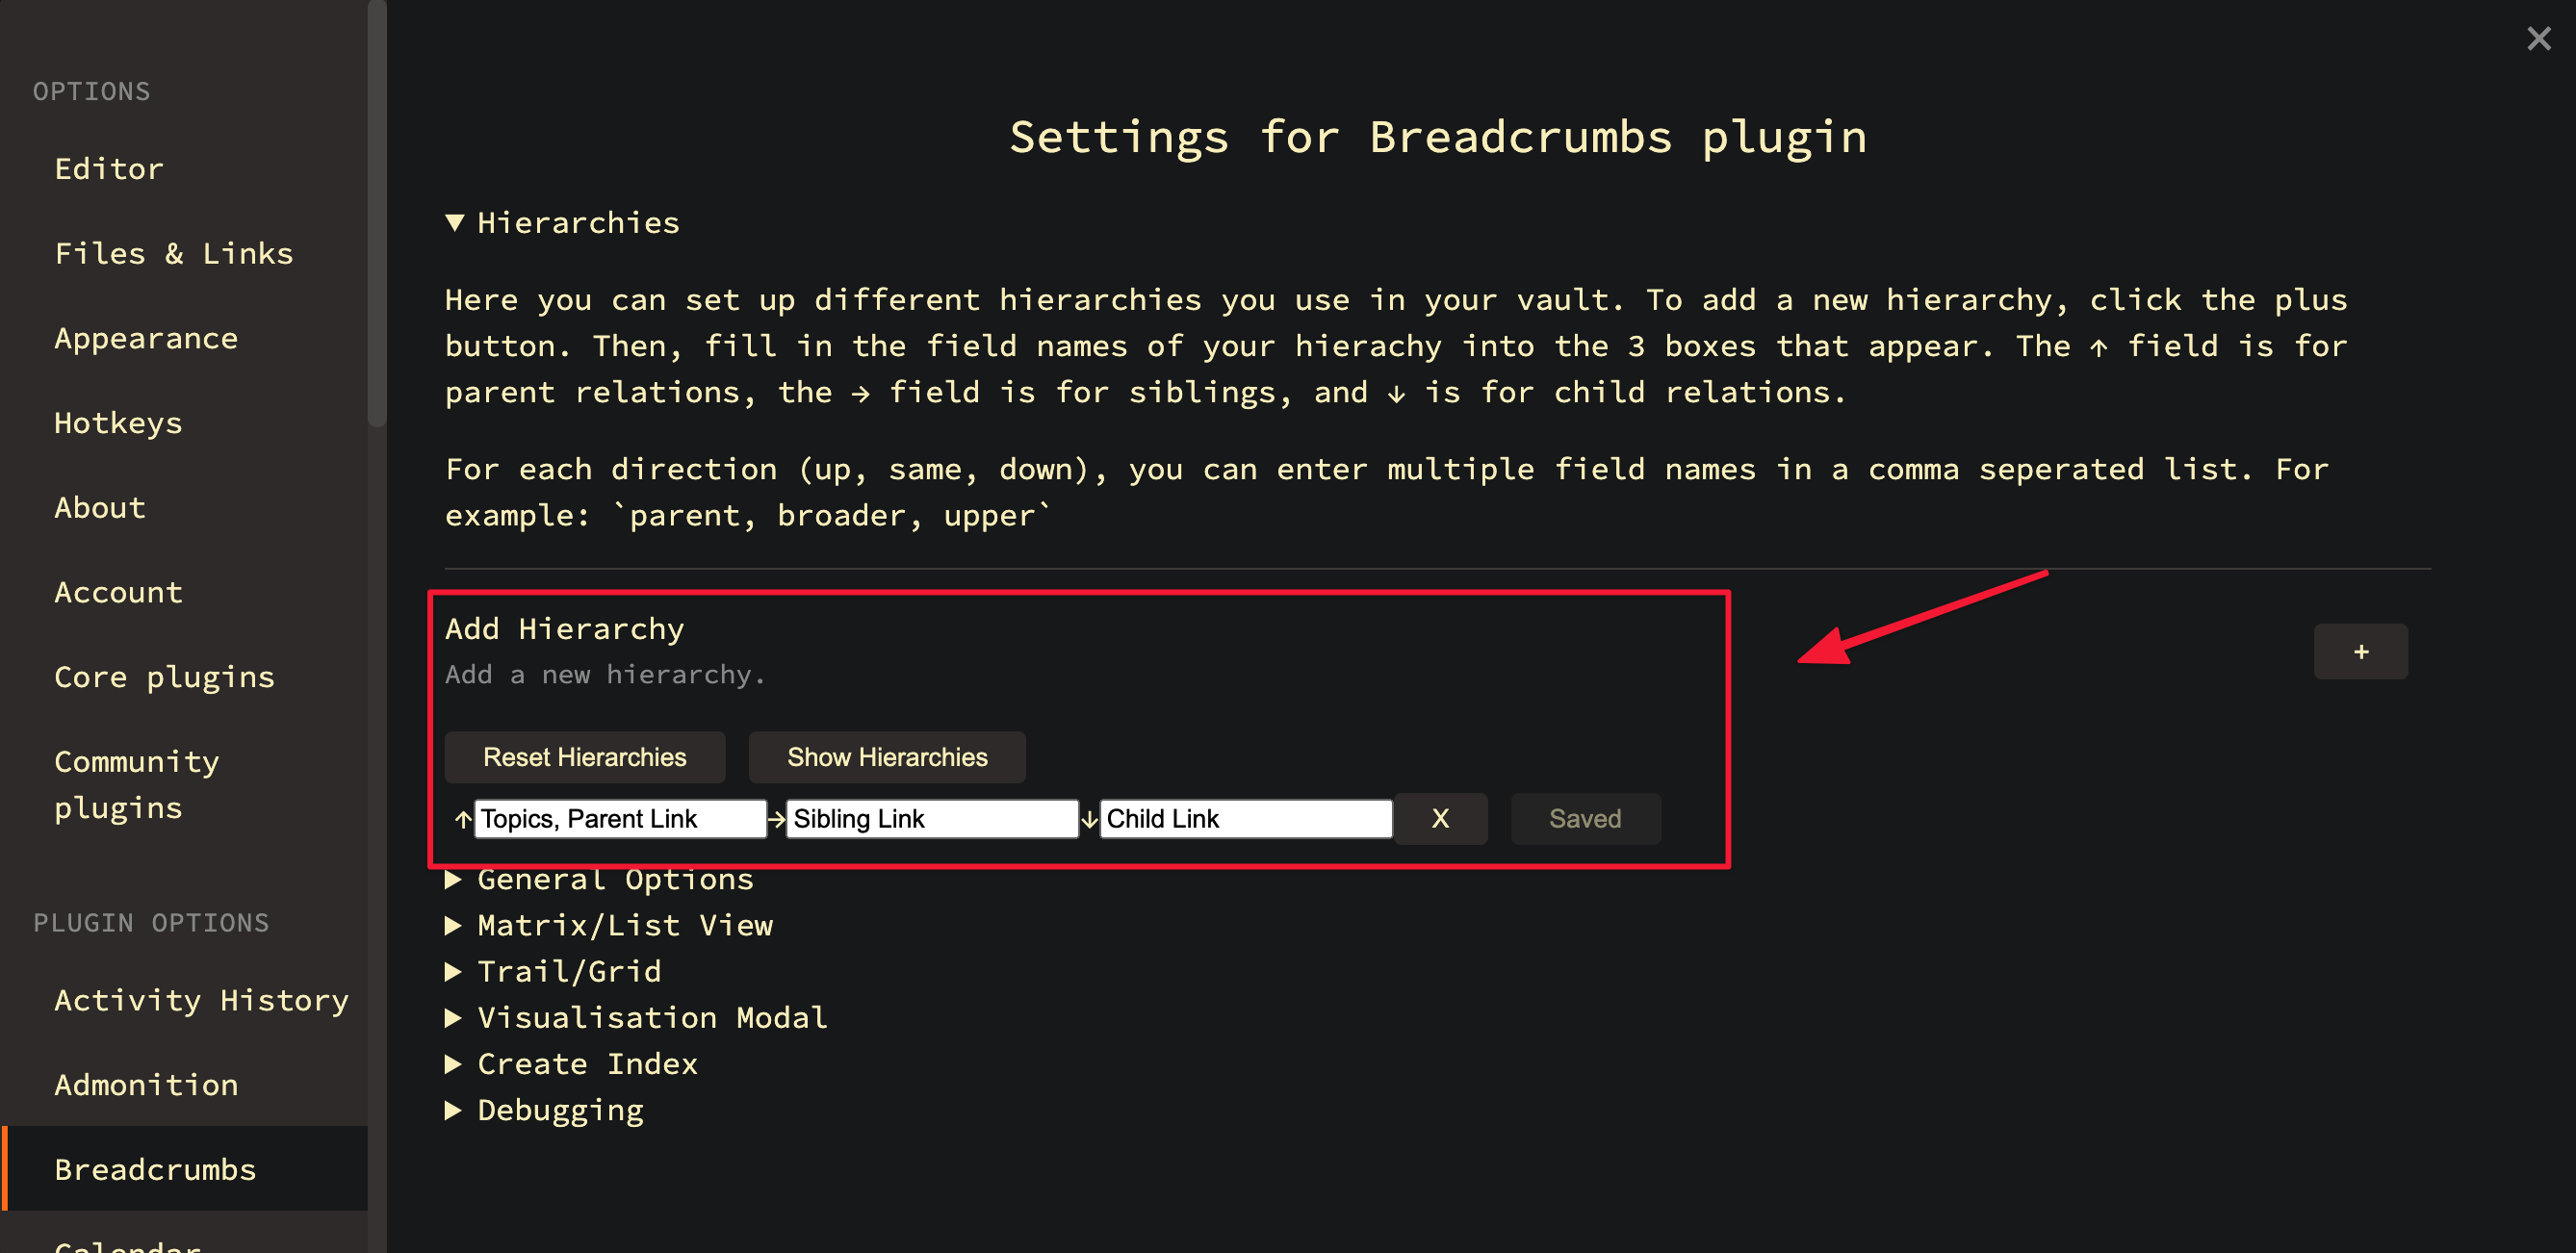 OPTIONS
Editor
Files & Links
Appearance
Hotkeys
About
Account
Core plugins
Community
plugins
PLUGIN OPTIONS
Activity History
Admonition
Breadcrumbs
Calendar
×
Settings for Breadcrumbs plugin
▼ Hierarchies
Here you can set up different hierarchies you use in your vault. To add a new hierarchy, click the plus
button. Then, fill in the field names of your hierachy into the 3 boxes that appear. The ↑ field is for
parent relations, the → field is for siblings, and ↓ is for child relations.
For each direction (up, same, down), you can enter multiple field names in a comma seperated list. For
example: `parent, broader, upper`
Add Hierarchy
Add a new hierarchy.
+
Reset Hierarchies Show Hierarchies
↑ Topics, Parent Link → Sibling Link ↓ Child Link X Saved
▶ General Options
▶ Matrix/List View
▶ Trail/Grid
▶ Visualisation Modal
▶ Create Index
▶ Debugging